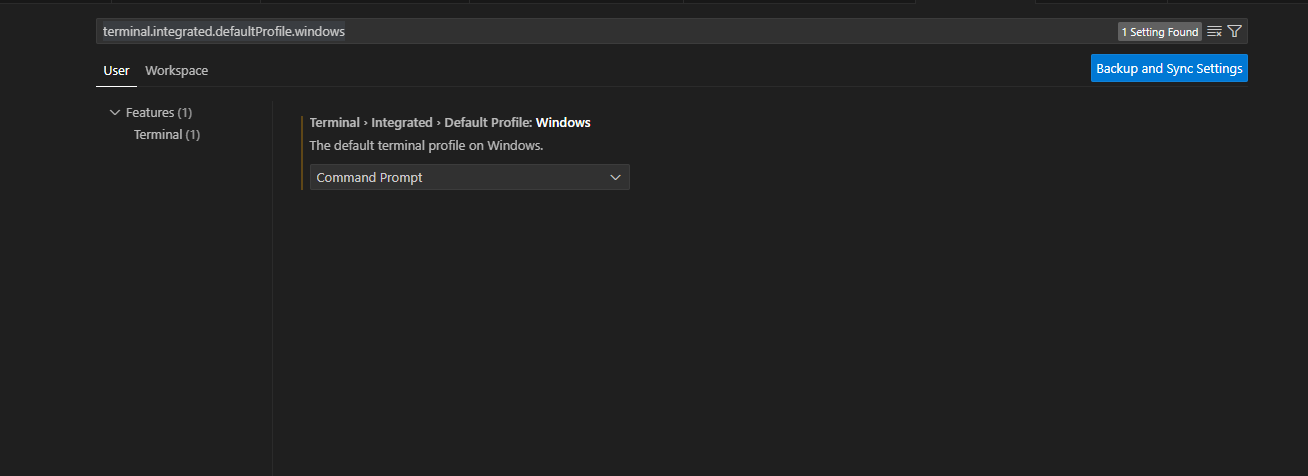 terminal.integrated.defaultProfile.windows
1 Setting Found
User Workspace
Backup and Sync Settings
Features (1)
Terminal (1)
Terminal › Integrated › Default Profile: Windows
The default terminal profile on Windows.
Command Prompt